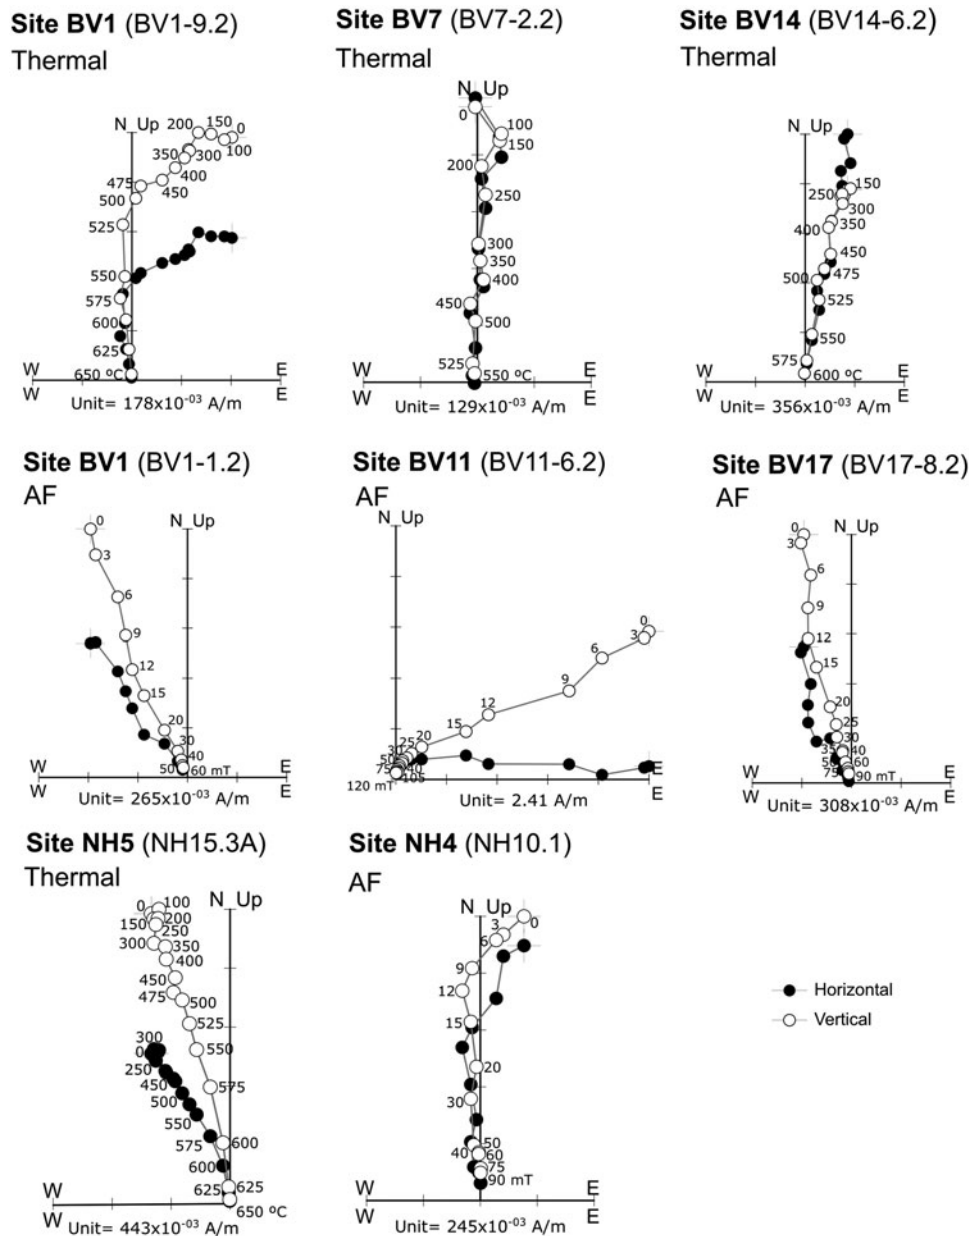 Site BV1 (BV1-9.2)
Thermal
N Up
200 150 0
350 300 100
400
475 450
500
525
550
575
600
625
650 ºC
W E
W E
Unit= 178x10-03 A/m
Site BV7 (BV7-2.2)
Thermal
N Up
0
100
150
200
250
300
350
400
450
500
525
550 ºC
W E
W E
Unit= 129x10-03 A/m
Site BV14 (BV14-6.2)
Thermal
N Up
150
250
300
350
400
450
475
500
525
550
575
600 ºC
W E
W E
Unit= 356x10-03 A/m
Site BV1 (BV1-1.2)
AF
N Up
0
3
6
9
12
15
20
30
40
50 60 mT
W E
W E
Unit= 265x10-03 A/m
Site BV11 (BV11-6.2)
AF
N Up
0
3
6
9
12
15
20
25
30
50
75 40
105
120 mT
E
E
Unit= 2.41 A/m
Site BV17 (BV17-8.2)
AF
N Up
0
3
6
9
12
15
20
25
30
35 40
50 60
75 90 mT
W E
W E
Unit= 308x10-03 A/m
Site NH5 (NH15.3A)
Thermal
N Up
0 100
150 200
250
300 350
400
450
475 500
525
300
0 550
250
450
500 575
550
575
600 600
625 625
650 ºC
W E
W E
Unit= 443x10-03 A/m
Site NH4 (NH10.1)
AF
N Up
3 0
6
9
12
15
20
30
40 50
60
75
90 mT
W E
W E
Unit= 245x10-03 A/m
Horizontal
Vertical